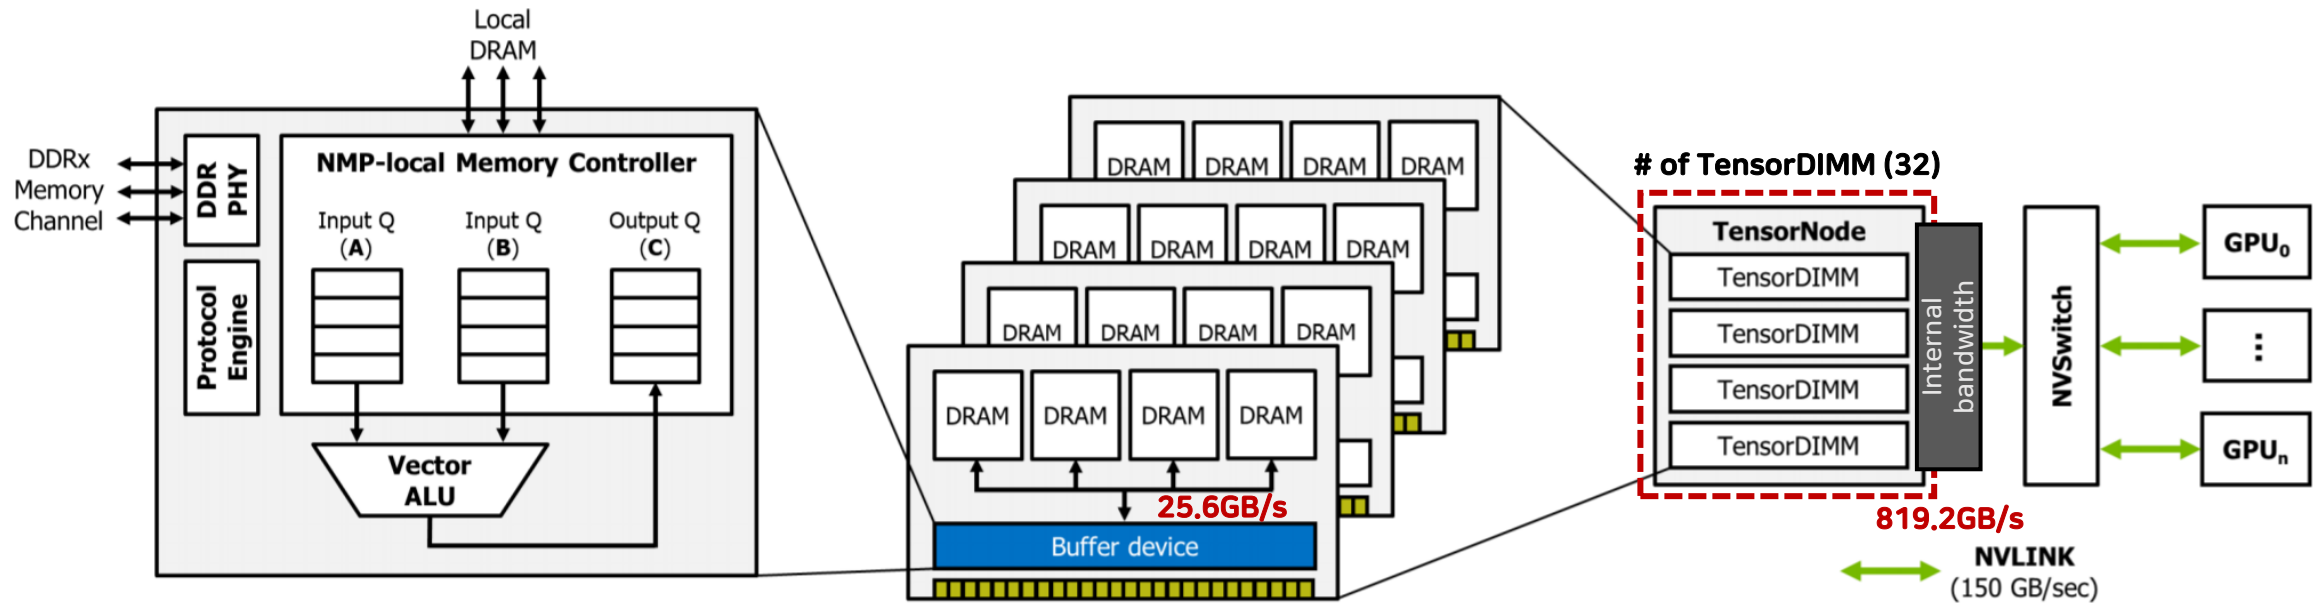 Local
DRAM
DDRx
Memory
Channel
DDR
PHY
Protocol
Engine
NMP-local Memory Controller
Input Q
(A)
Input Q
(B)
Output Q
(C)
Vector
ALU
DRAM DRAM DRAM DRAM
DRAM DRAM DRAM DRAM
DRAM DRAM DRAM DRAM
DRAM DRAM DRAM DRAM
25.6GB/s
Buffer device
# of TensorDIMM (32)
TensorNode
TensorDIMM
TensorDIMM
TensorDIMM
TensorDIMM
Internal
bandwidth
819.2GB/s
NVSwitch
GPU0
⋮
GPUn
NVLINK
(150 GB/sec)